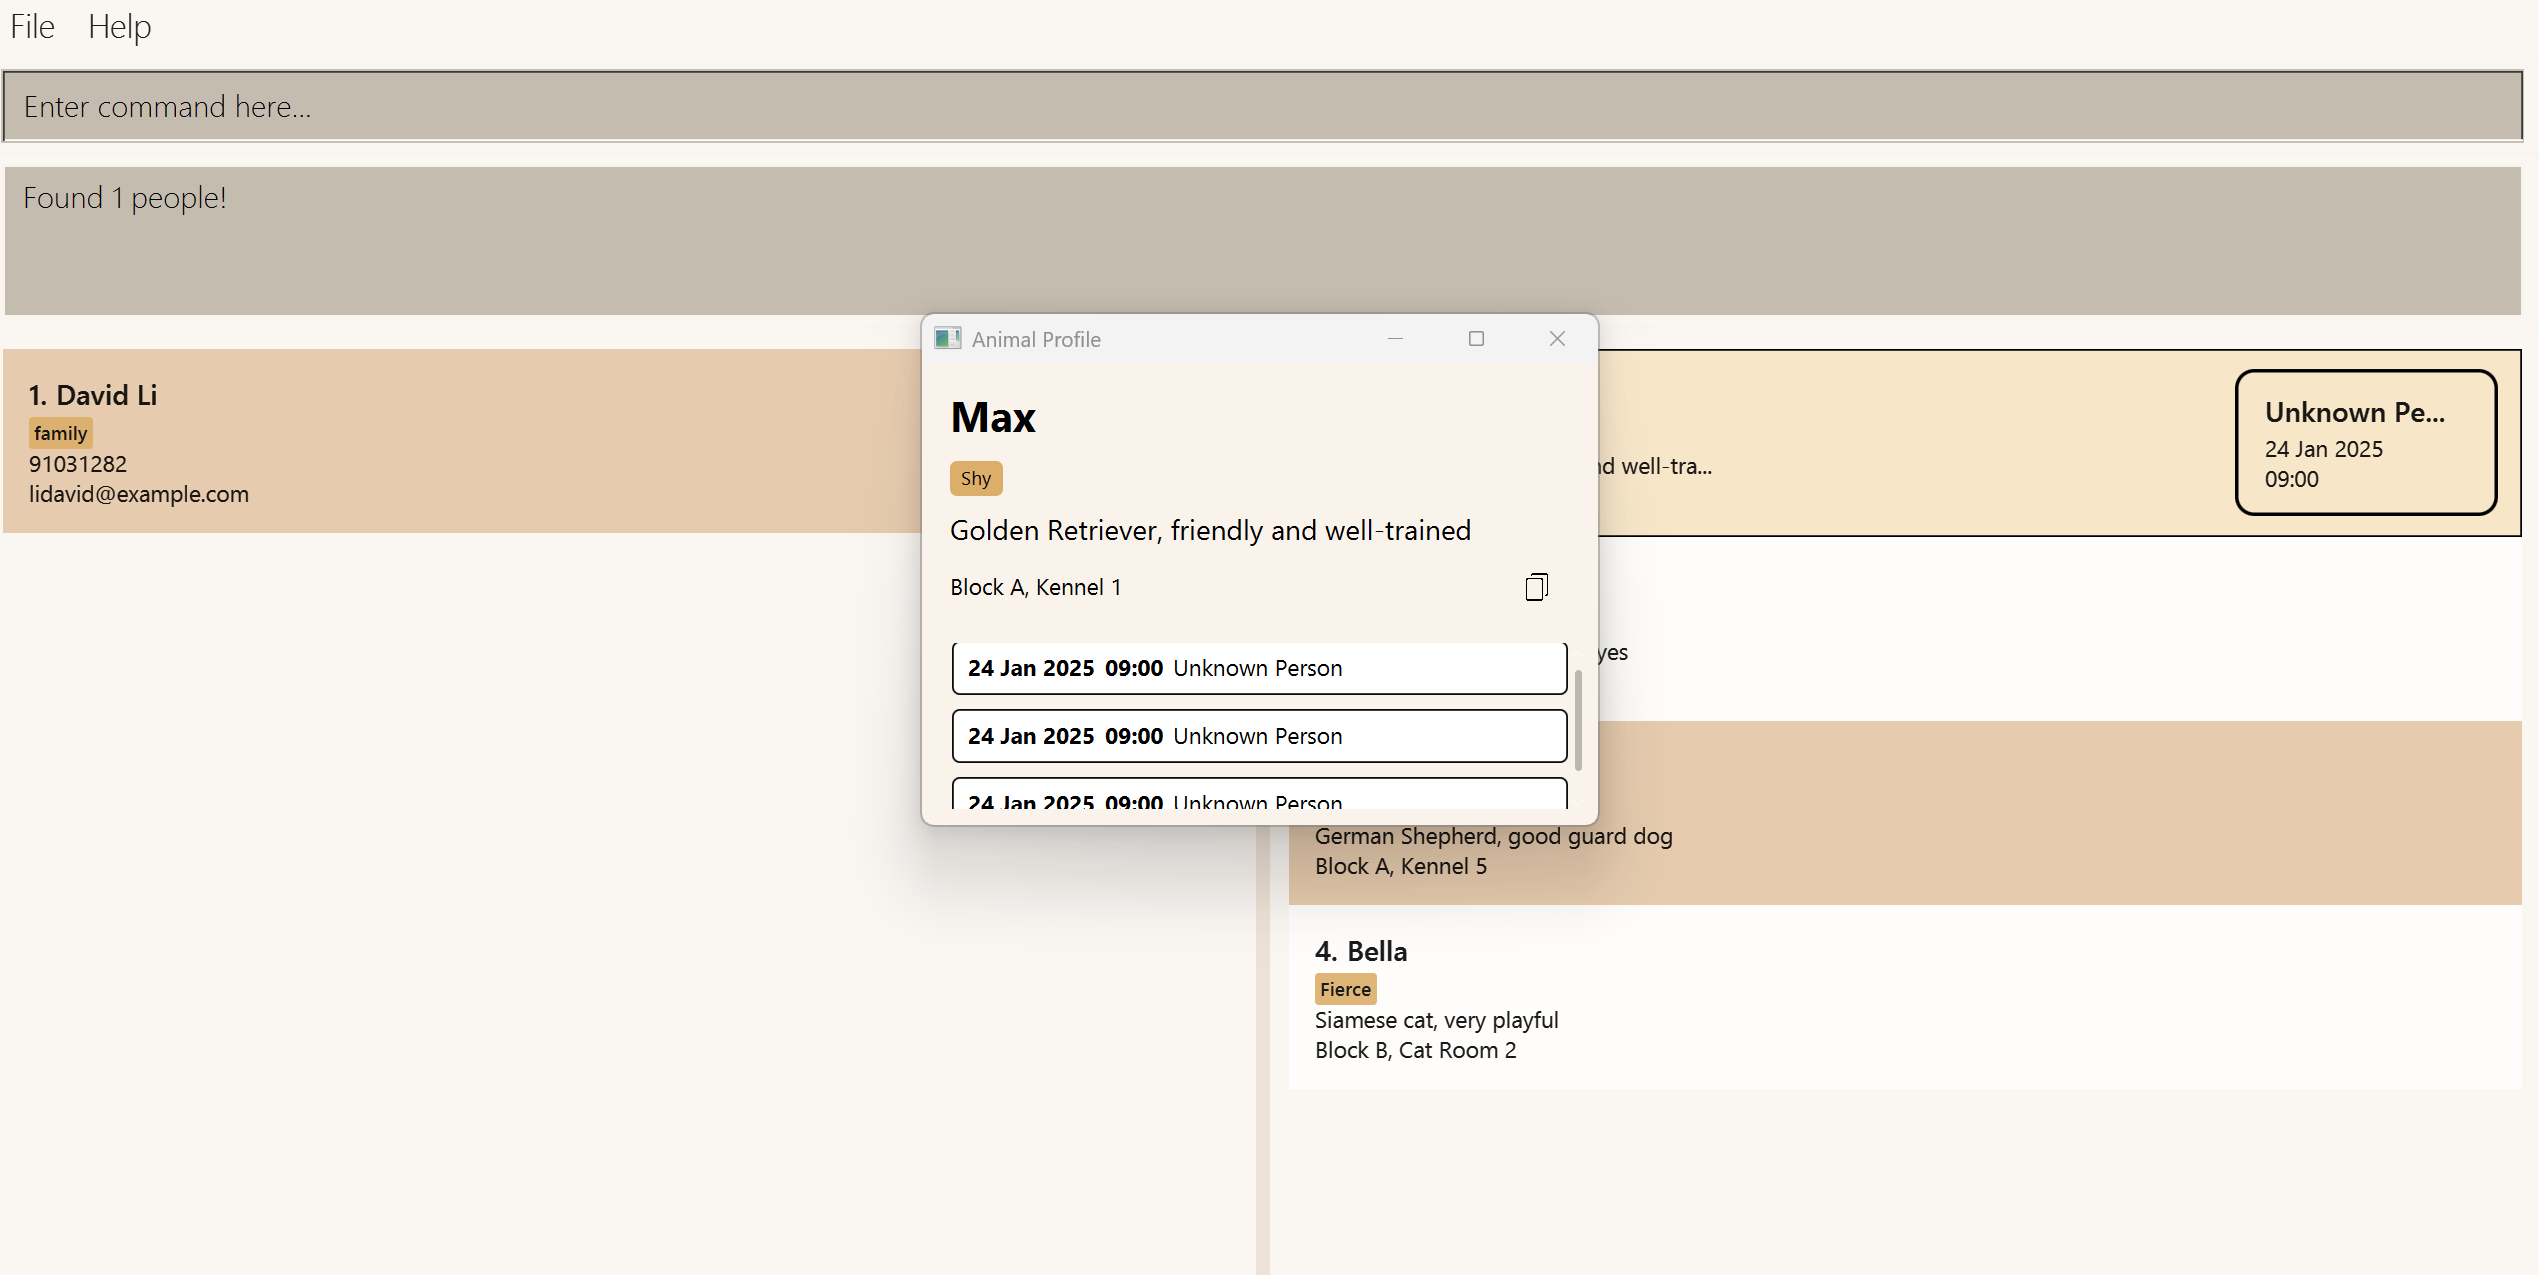 File Help
Enter command here...
Found 1 people!
1. David Li
family
91031282
lidavid@example.com
Animal Profile
Max
Shy
Golden Retriever, friendly and well-trained
Block A, Kennel 1
24 Jan 2025 09:00 Unknown Person
24 Jan 2025 09:00 Unknown Person
24 Jan 2025 09:00 Unknown Person
well-tra...
Unknown Pe...
24 Jan 2025
09:00
German Shepherd, good guard dog
Block A, Kennel 5
4. Bella
Fierce
Siamese cat, very playful
Block B, Cat Room 2